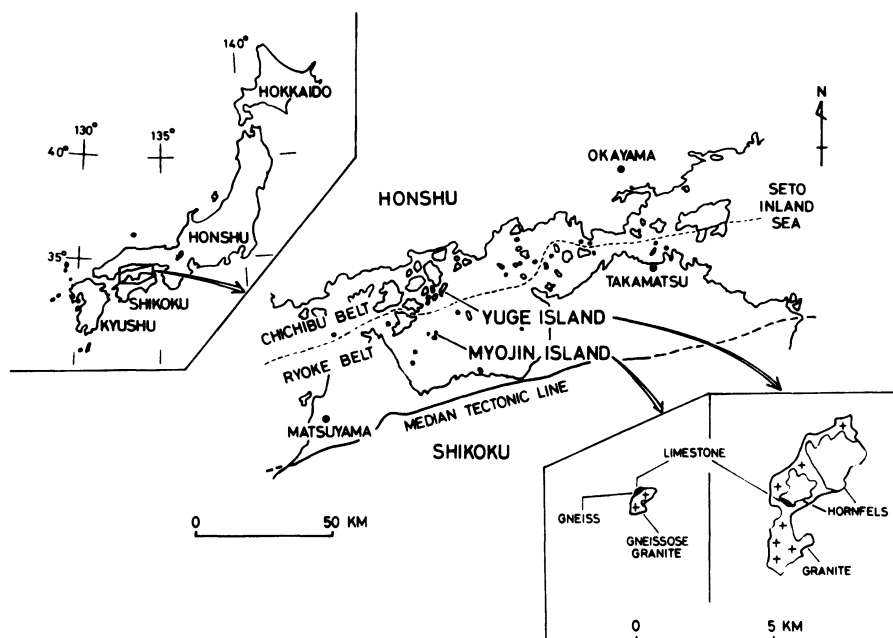 140°
HOKKAIDO
130°
135°
40°
HONSHU
35°
SHIKOKU
KYUSHU
N
OKAYAMA
HONSHU
SETO
INLAND
SEA
TAKAMATSU
CHICHIBU BELT
YUGE ISLAND
RYOKE BELT
MYOJIN ISLAND
MEDIAN TECTONIC LINE
MATSUYAMA
SHIKOKU
0 50 KM
LIMESTONE
GNEISS
HORNFELS
GNEISSOSE
GRANITE
GRANITE
0 5 KM